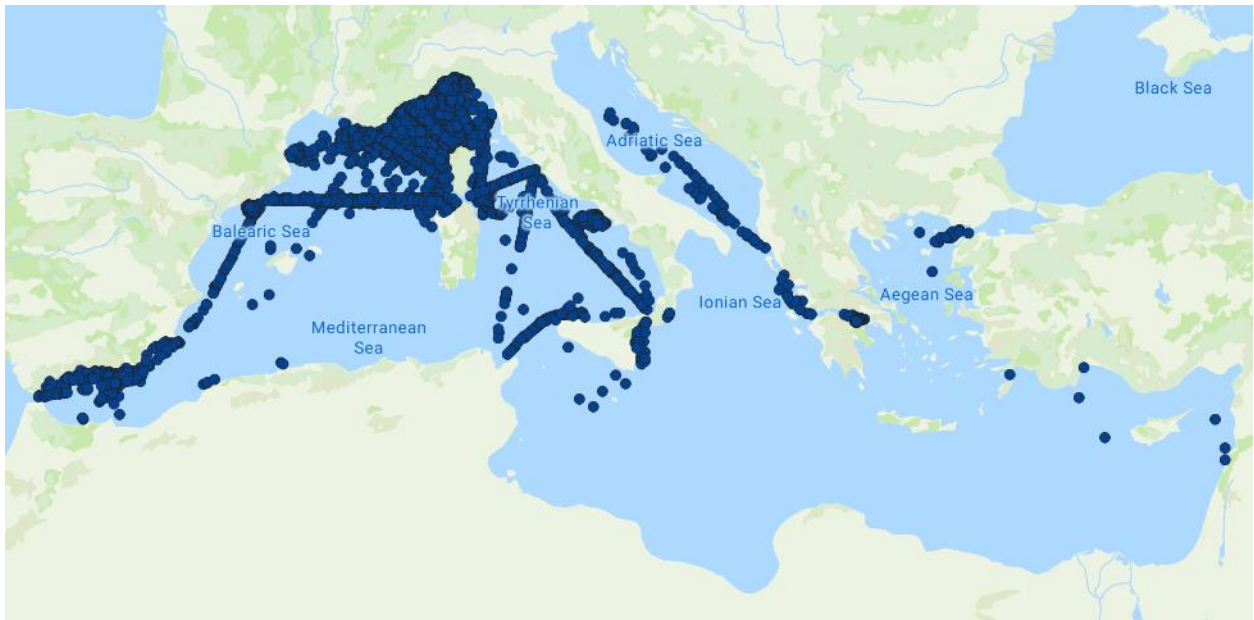 Black Sea
Adriatic Sea
Tyrrhenian
Sea
Balearic Sea
Ionian Sea
Aegean Sea
Mediterranean
Sea